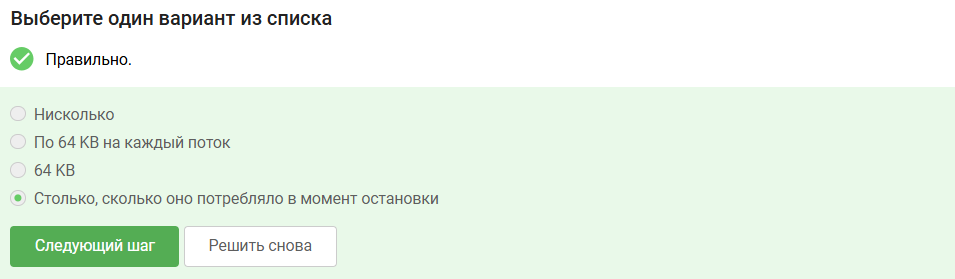 Выберите один вариант из списка
Правильно.
Нисколько
По 64 KB на каждый поток
64 KB
Столько, сколько оно потребляло в момент остановки
Следующий шаг
Решить снова